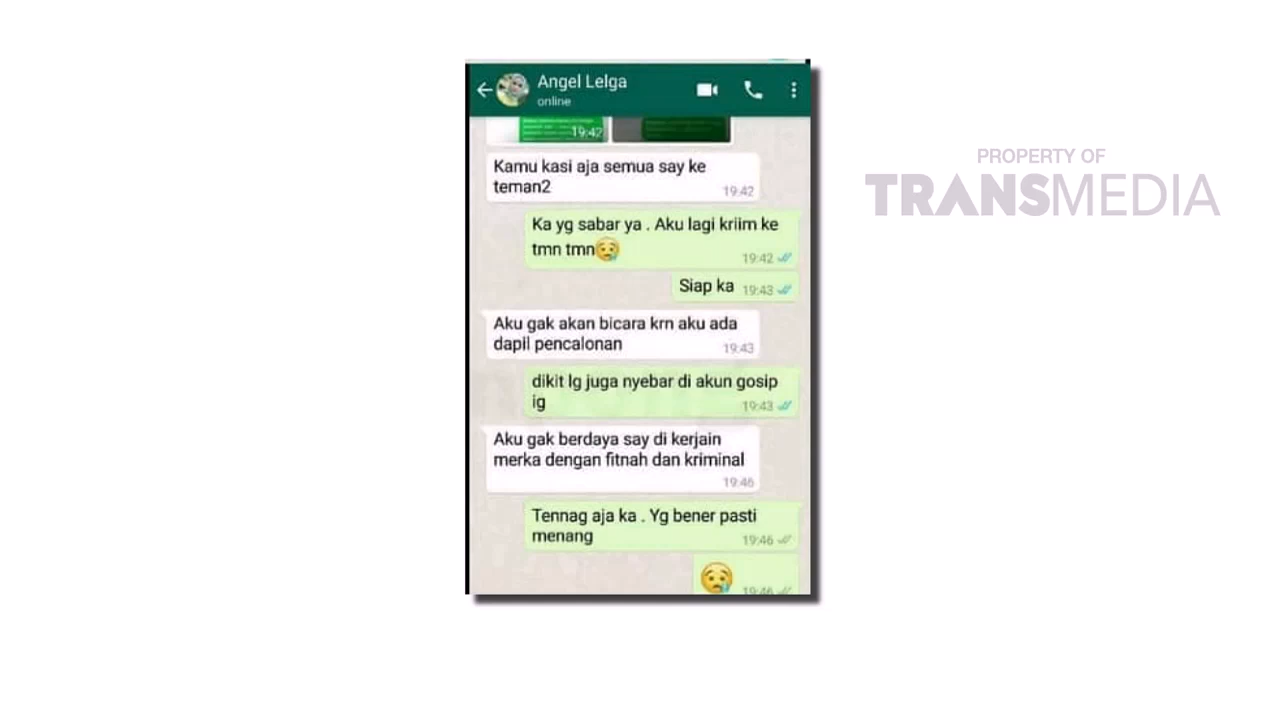 Angel Lelga
online
19:42
Kamu kasi aja semua say ke
teman2
19:42
Ka yg sabar ya . Aku lagi kriim ke
tmn tmn😢
19:42
Siap ka 19:43
Aku gak akan bicara krn aku ada
dapil pencalonan
19:43
dikit lg juga nyebar di akun gosip
ig
19:43
Aku gak berdaya say di kerjain
merka dengan fitnah dan kriminal
19:46
Tennag aja ka . Yg bener pasti
menang
19:46
😢 19:46
PROPERTY OF
TRANSMEDIA